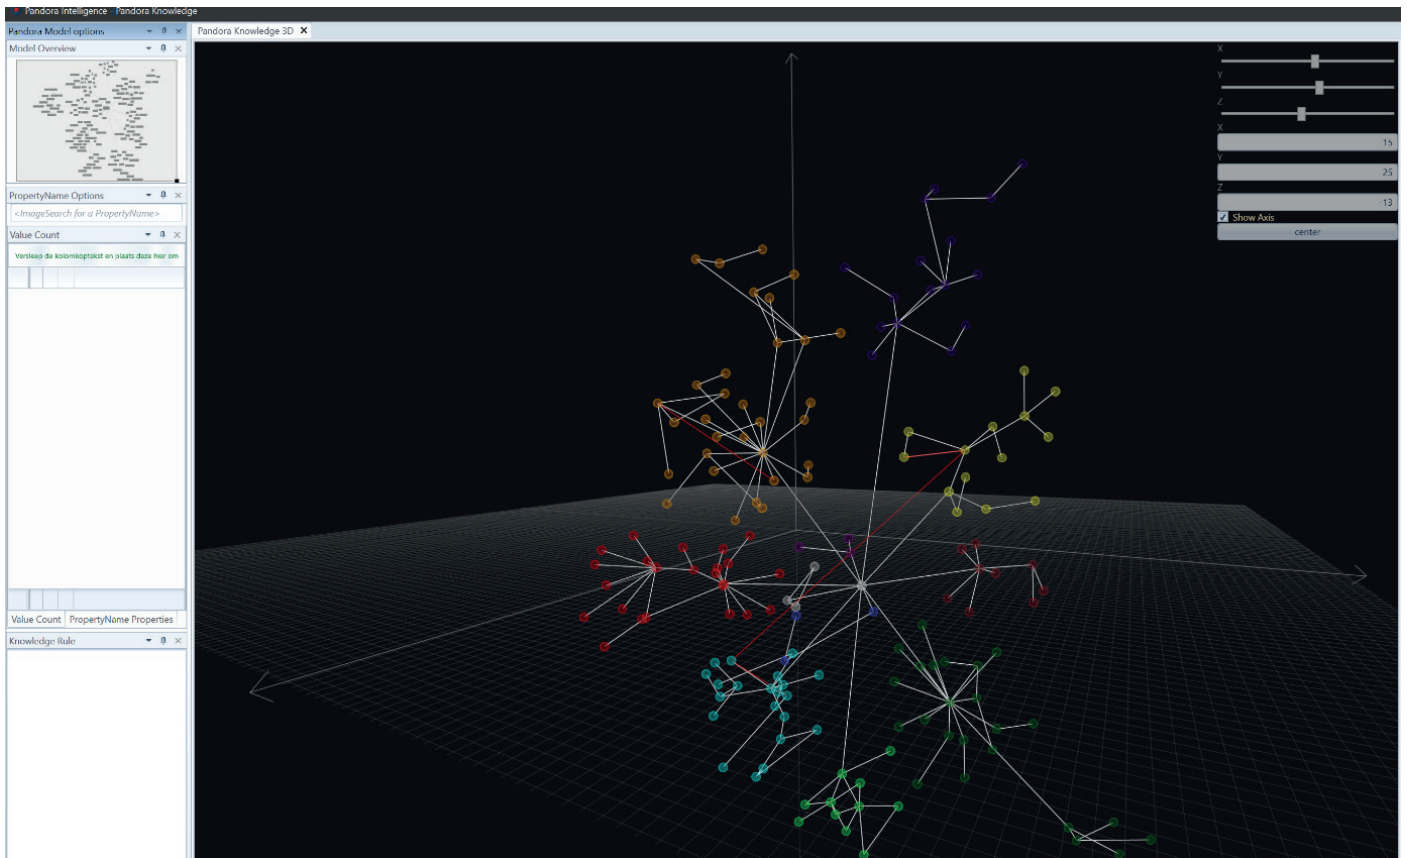 Pandora Intelligence - Pandora Knowledge
Pandora Model options
Model Overview
PropertyName Options
<ImageSearch for a PropertyName>
Value Count
Versleep de kolomkoptekst en plaats deze hier om
Value Count
PropertyName Properties
Knowledge Rule
Pandora Knowledge 3D
X
Y
Z
X
15
Y
25
Z
-13
Show Axis
center